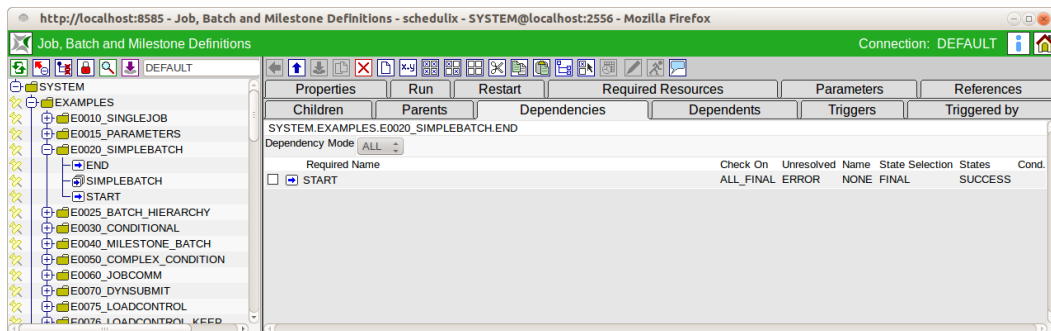 http://localhost:8585 - Job, Batch and Milestone Definitions - schedulix - SYSTEM@localhost:2556 - Mozilla Firefox
Job, Batch and Milestone Definitions
Connection: DEFAULT
DEFAULT
SYSTEM
EXAMPLES
E0010_SINGLEJOB
E0015_PARAMETERS
E0020_SIMPLEBATCH
END
SIMPLEBATCH
START
E0025_BATCH_HIERARCHY
E0030_CONDITIONAL
E0040_MILESTONE_BATCH
E0050_COMPLEX_CONDITION
E0060_JOBCOMM
E0070_DYNSUBMIT
E0075_LOADCONTROL
E0076_LOADCONTROL_KEEP
Properties Run Restart Required Resources Parameters References
Children Parents Dependencies Dependents Triggers Triggered by
SYSTEM.EXAMPLES.E0020_SIMPLEBATCH.END
Dependency Mode ALL
Required Name Check On Unresolved Name State Selection States Cond.
START ALL_FINAL ERROR NONE FINAL SUCCESS